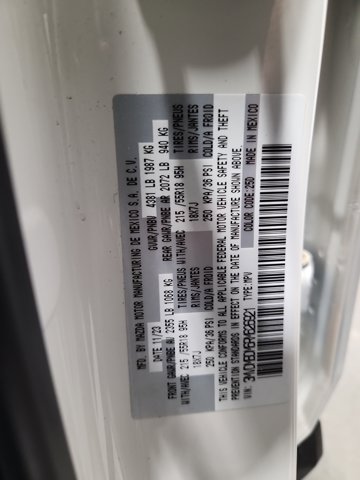 MFD. BY MAZDA MOTOR MANUFACTURING DE MEXICO S.A. DE C.V.
DATE 11/23 GVWR/PNBV 4381 LB 1987 KG
FRONT GAWR/PNBE AV 2355 LB 1068 KG REAR GAWR/PNBE AR 2072 LB 940 KG
WITH/AVEC 215/55R18 95H TIRES/PNEUS WITH/AVEC 215/55R18 95H TIRES/PNEUS
18X7J RIMS/JANTES 18X7J RIMS/JANTES
250 KPA/36 PSI COLD/A FROID 250 KPA/36 PSI COLD/A FROID
THIS VEHICLE CONFORMS TO ALL APPLICABLE FEDERAL MOTOR VEHICLE SAFETY AND THEFT
PREVENTION STANDARDS IN EFFECT ON THE DATE OF MANUFACTURE SHOWN ABOVE.
VIN: TYPE: MPV COLOR CODE: 25D MADE IN MEXICO